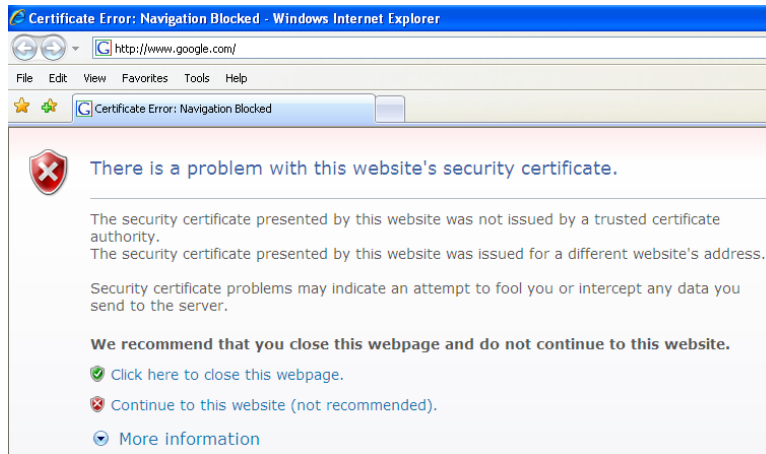 Certificate Error: Navigation Blocked - Windows Internet Explorer
http://www.google.com/
File Edit View Favorites Tools Help
Certificate Error: Navigation Blocked
There is a problem with this website's security certificate.
The security certificate presented by this website was not issued by a trusted certificate
authority.
The security certificate presented by this website was issued for a different website's address.
Security certificate problems may indicate an attempt to fool you or intercept any data you
send to the server.
We recommend that you close this webpage and do not continue to this website.
Click here to close this webpage.
Continue to this website (not recommended).
More information